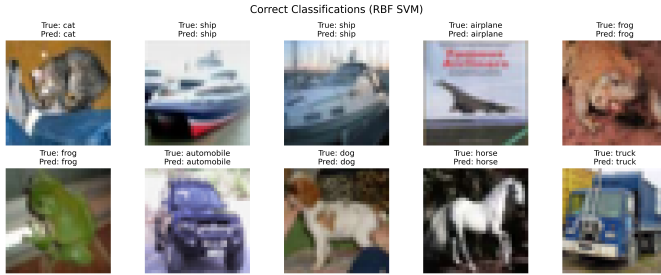 Correct Classifications (RBF SVM)
True: cat
Pred: cat
True: ship
Pred: ship
True: ship
Pred: ship
True: airplane
Pred: airplane
True: frog
Pred: frog
True: frog
Pred: frog
True: automobile
Pred: automobile
True: dog
Pred: dog
True: horse
Pred: horse
True: truck
Pred: truck